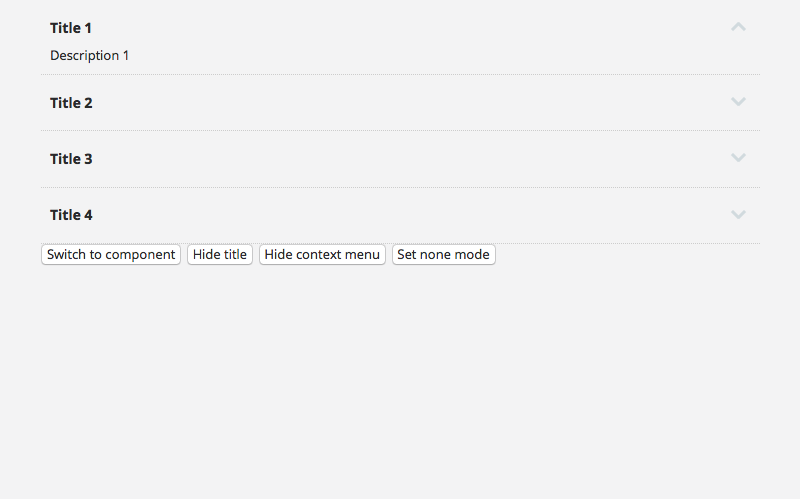 Title 1
Description 1
Title 2
Title 3
Title 4
Switch to component Hide title Hide context menu Set none mode